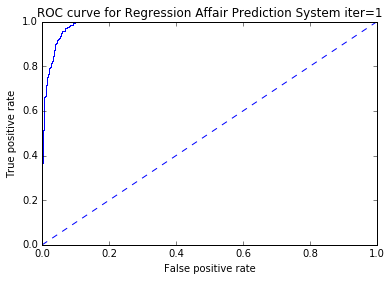 ROC curve for Regression Affair Prediction System iter=1
1.0
0.8
0.6
0.4
0.2
0.0
True positive rate
0.0 0.2 0.4 0.6 0.8 1.0
False positive rate